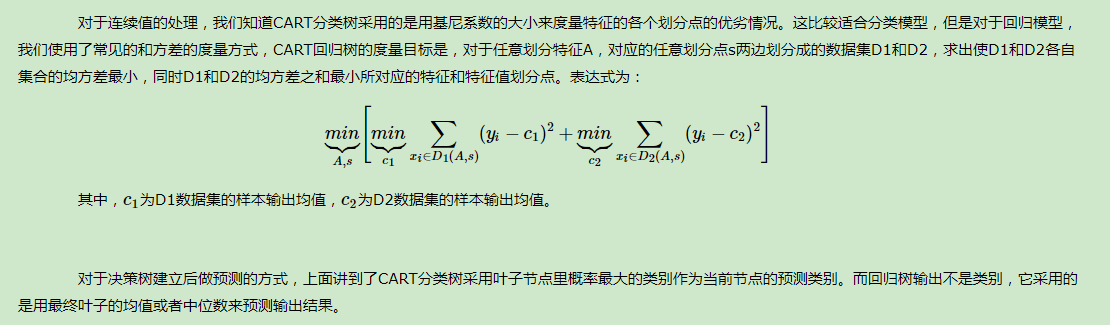 对于连续值的处理，我们知道CART分类树采用的是用基尼系数的大小来度量特征的各个划分点的优劣情况。这比较适合分类模型，但是对于回归模型，
我们使用了常见的和方差的度量方式，CART回归树的度量目标是，对于任意划分特征A，对应的任意划分点s两边划分成的数据集D1和D2，求出使D1和D2各自
集合的均方差最小，同时D1和D2的均方差之和最小所对应的特征和特征值划分点。表达式为：
$\underbrace{min}_{A,s}\Bigg[\underbrace{min}_{c_1}\sum\limits_{x_i \in D_1(A,s)}(y_i - c_1)^2 + \underbrace{min}_{c_2}\sum\limits_{x_i \in D_2(A,s)}(y_i - c_2)^2\Bigg]$
其中，$c_1$为D1数据集的样本输出均值，$c_2$为D2数据集的样本输出均值。
对于决策树建立后做预测的方式，上面讲到了CART分类树采用叶子节点里概率最大的类别作为当前节点的预测类别。而回归树输出不是类别，它采用的
是用最终叶子的均值或者中位数来预测输出结果。